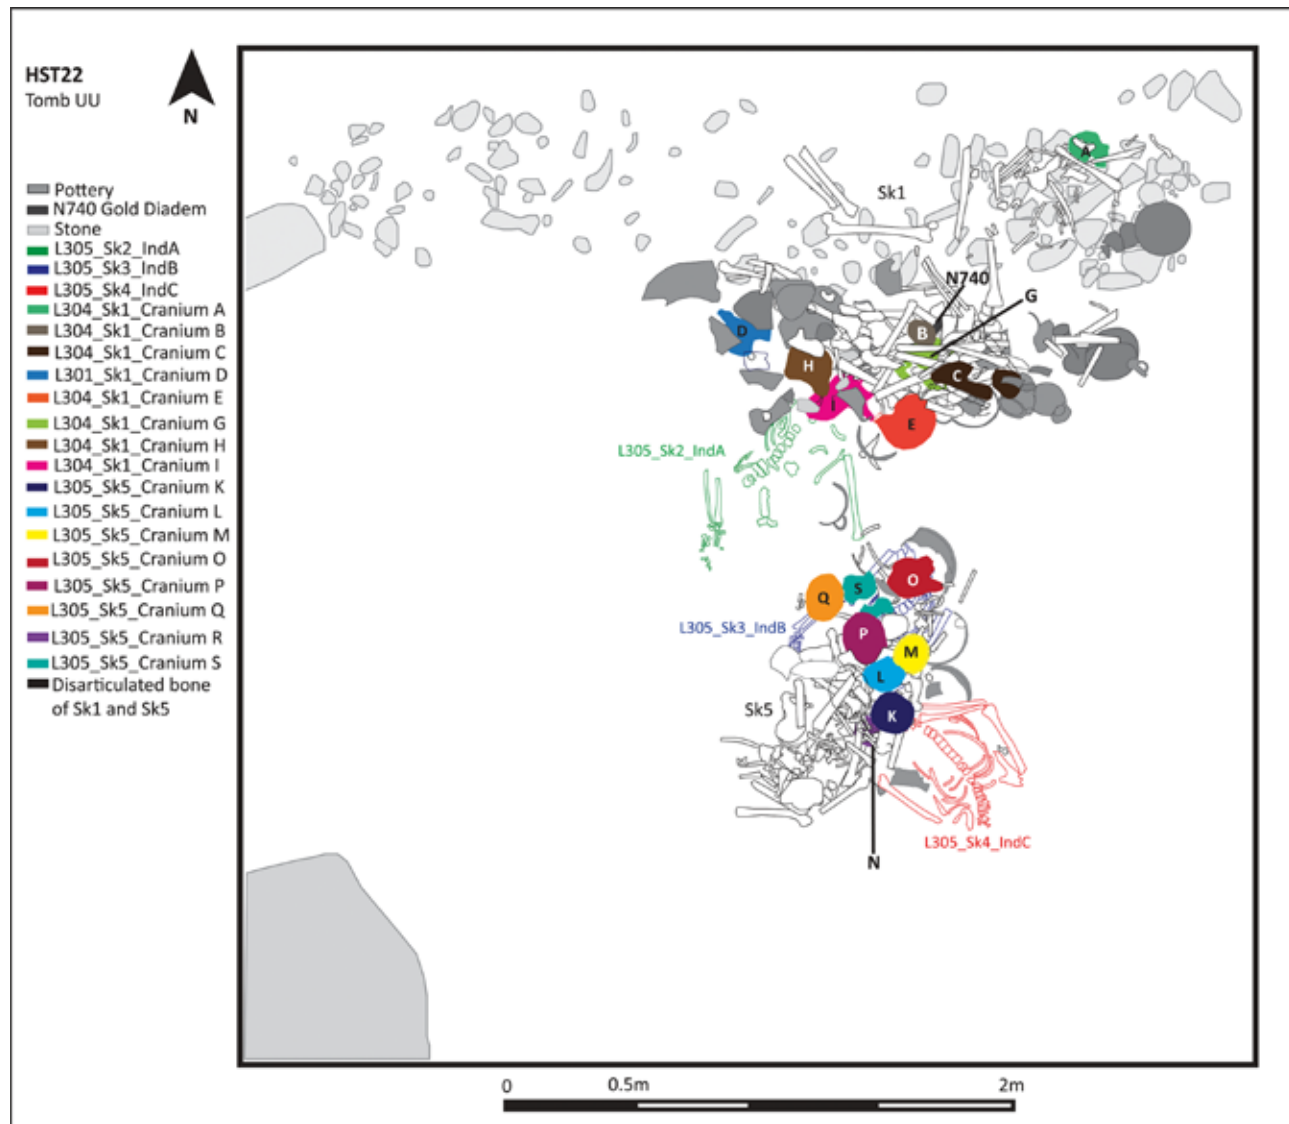 HST22
Tomb UU
N
Pottery
N740 Gold Diadem
Stone
L305_Sk2_IndA
L305_Sk3_IndB
L305_Sk4_IndC
L304_Sk1_Cranium A
L304_Sk1_Cranium B
L304_Sk1_Cranium C
L301_Sk1_Cranium D
L304_Sk1_Cranium E
L304_Sk1_Cranium G
L304_Sk1_Cranium H
L304_Sk1_Cranium I
L305_Sk5_Cranium K
L305_Sk5_Cranium L
L305_Sk5_Cranium M
L305_Sk5_Cranium O
L305_Sk5_Cranium P
L305_Sk5_Cranium Q
L305_Sk5_Cranium R
L305_Sk5_Cranium S
Disarticulated bone
of Sk1 and Sk5
A
Sk1
N740
G
D
B
H
C
I
E
L305_Sk2_IndA
S
O
Q
L305_Sk3_IndB
P
M
L
Sk5
K
L305_Sk4_IndC
N
0 0.5m 2m